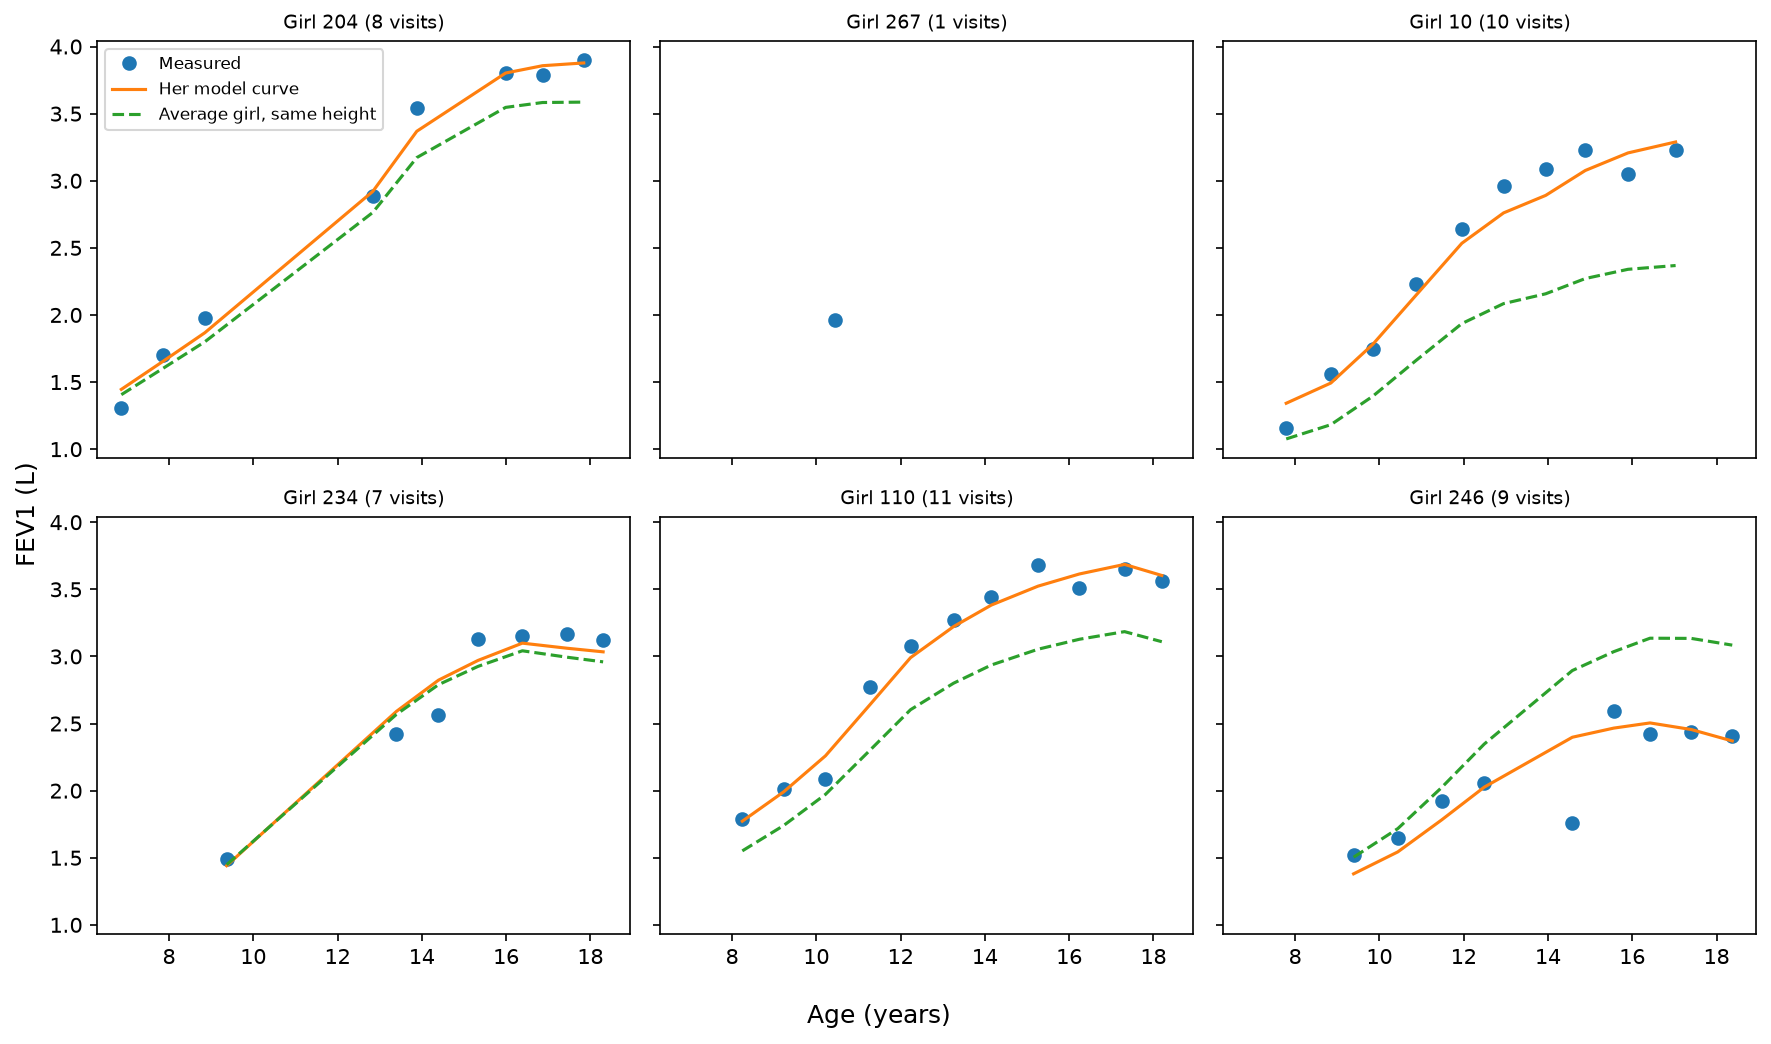 Girl 204 (8 visits)
Girl 267 (1 visits)
Girl 10 (10 visits)
Measured
Her model curve
Average girl, same height
4.0
3.5
3.0
2.5
2.0
1.5
1.0
Girl 234 (7 visits)
Girl 110 (11 visits)
Girl 246 (9 visits)
4.0
3.5
3.0
2.5
2.0
1.5
1.0
FEV1 (L)
8 10 12 14 16 18
8 10 12 14 16 18
8 10 12 14 16 18
Age (years)